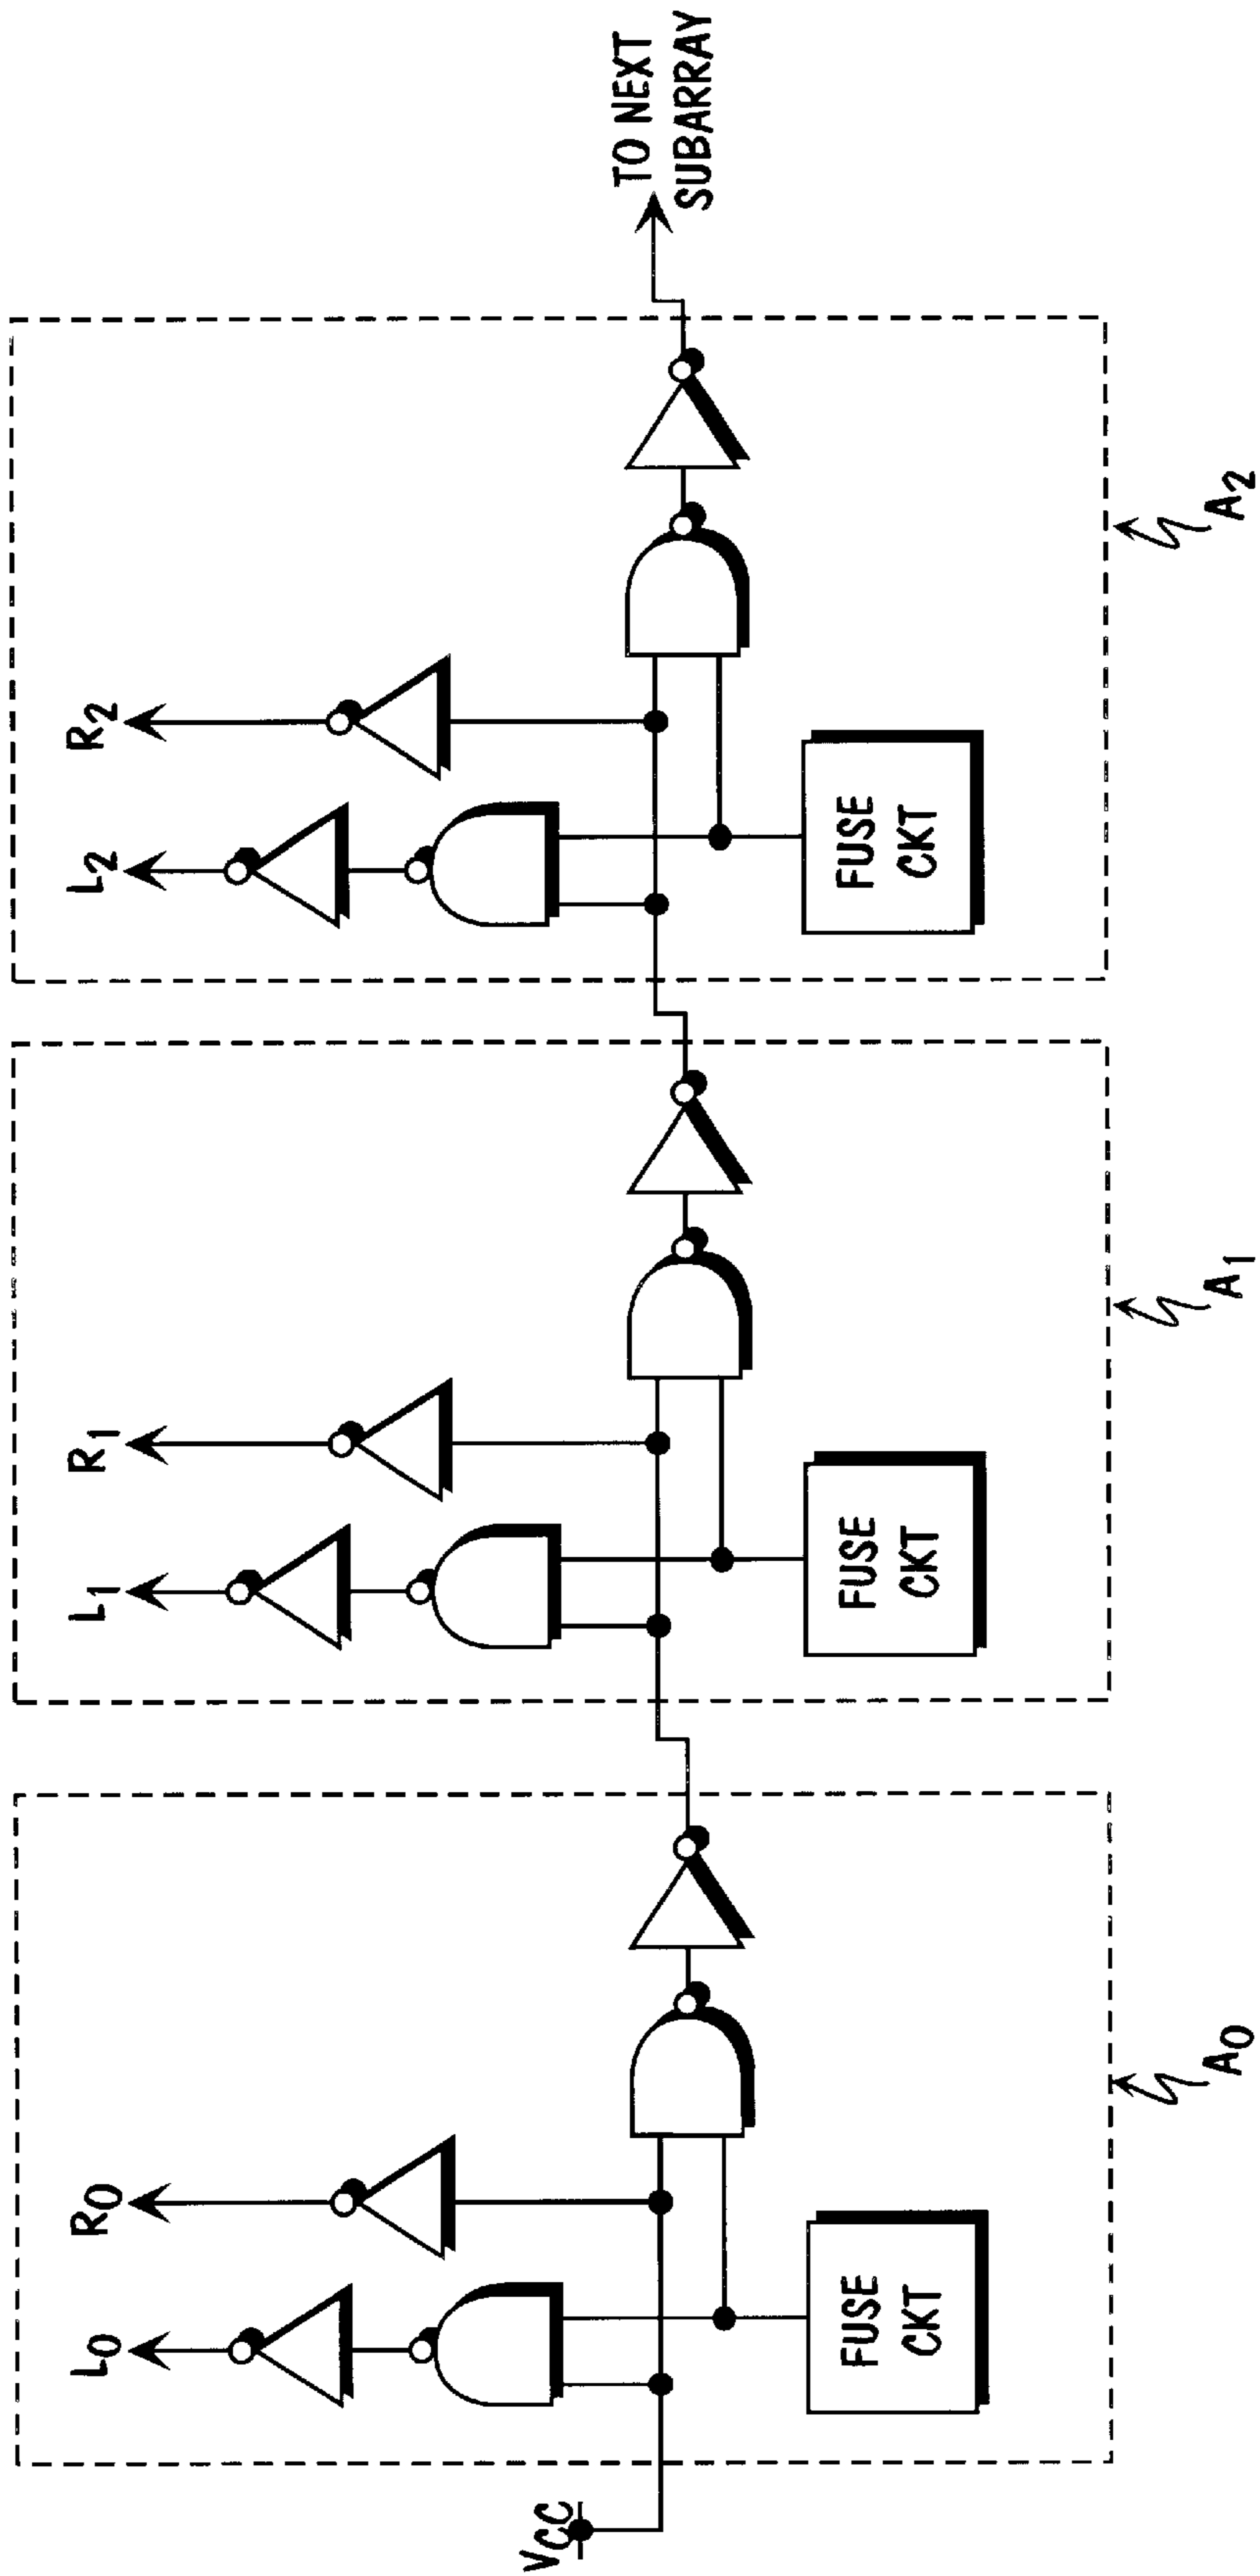 L0
R0
L1
R1
L2
R2
VCC
FUSE
CKT
FUSE
CKT
FUSE
CKT
TO NEXT
SUBARRAY
A0
A1
A2